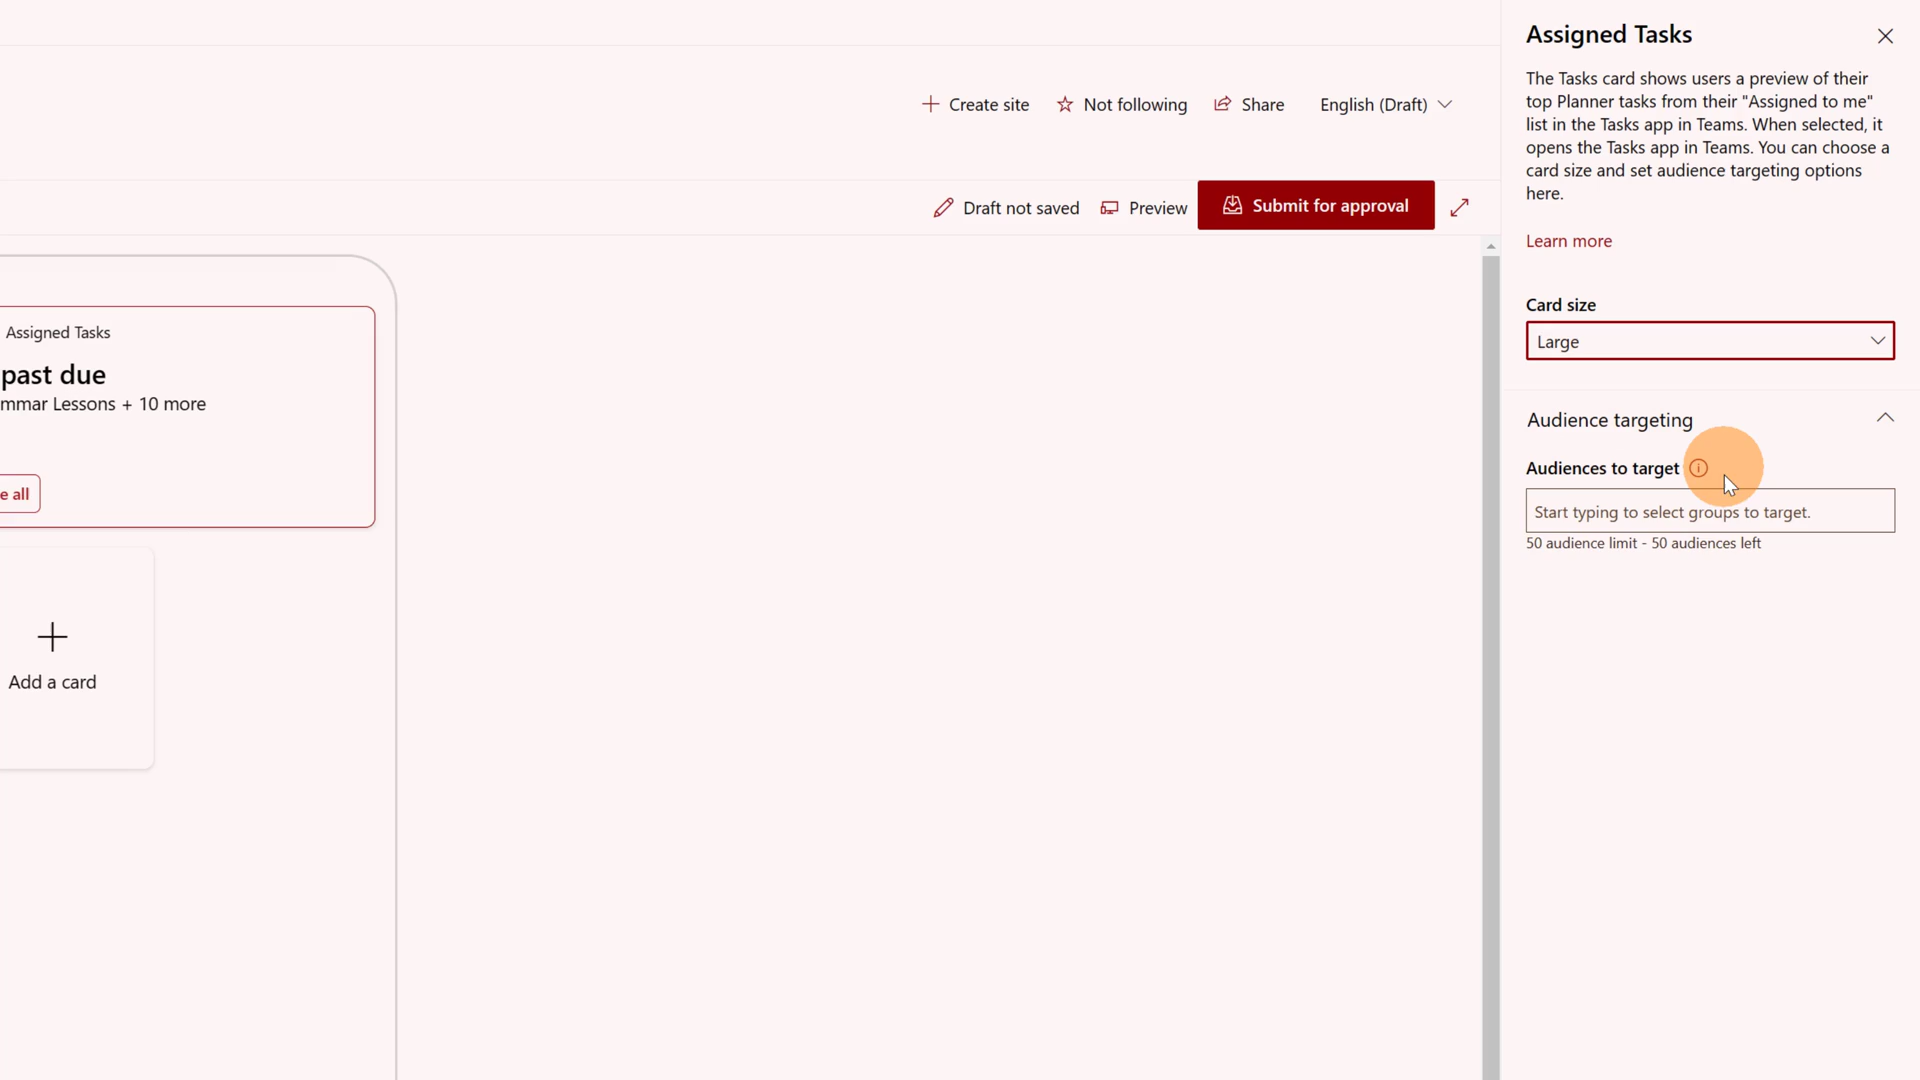 Create site
Not following
Share
English (Draft)
Draft not saved
Preview
Submit for approval
Assigned Tasks
past due
Lessons + 10 more
all
Add a card
Assigned Tasks
The Tasks card shows users a preview of their
top Planner tasks from their "Assigned to me"
list in the Tasks app in Teams. When selected, it
opens the Tasks app in Teams. You can choose a
card size and set audience targeting options
here.
Learn more
Card size
Large
Audience targeting
Audiences to target
Start typing to select groups to target.
50 audience limit - 50 audiences left